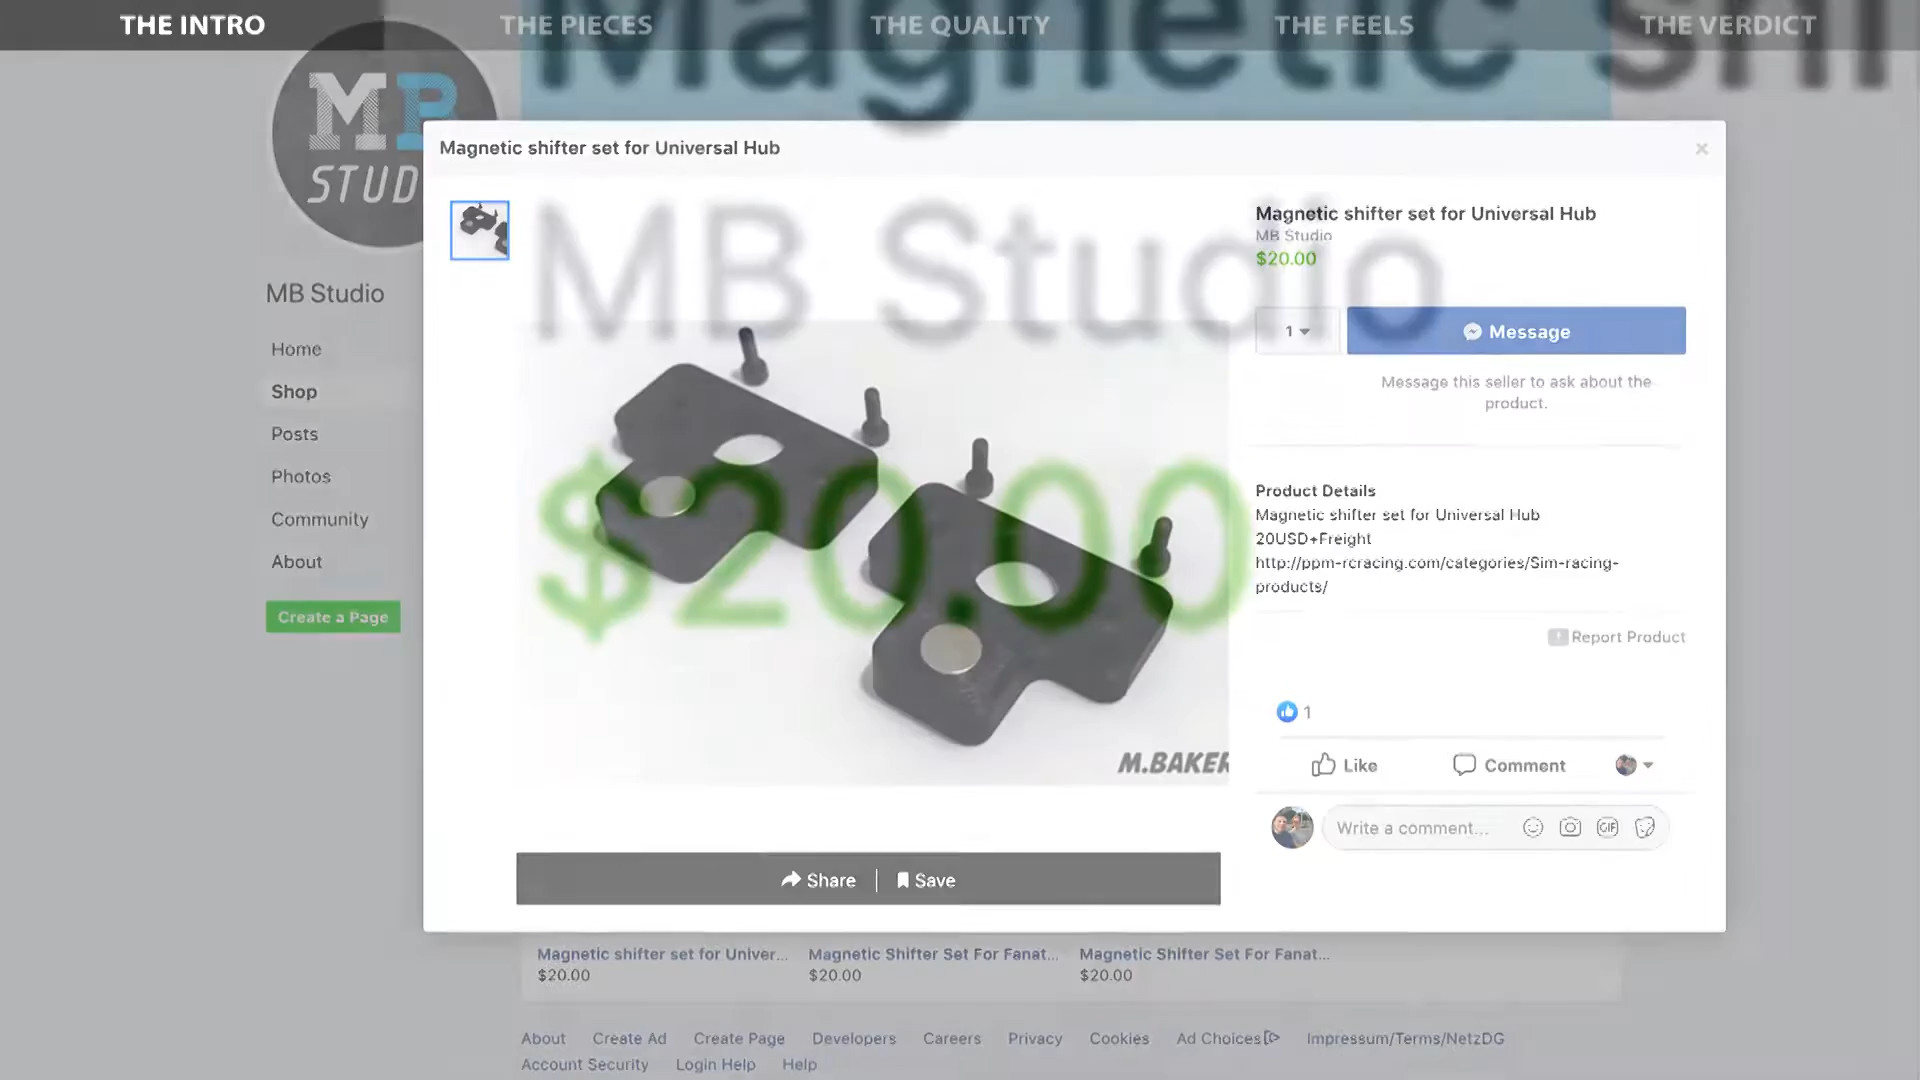 THE INTRO THE PIECES THE QUALITY THE FEELS THE VERDICT
Magnetic
MP
STUD
Magnetic shifter set for Universal Hub
×
MB Studio
Magnetic shifter set for Universal Hub
MB Studio
$20.00
MB Studio
Home
Shop
Posts
Photos
Community
About
Create a Page
1
Message
Message this seller to ask about the
product.
$20.00
Product Details
Magnetic shifter set for Universal Hub
20USD+Freight
http://ppm-rcracing.com/categories/Sim-racing-
products/
Report Product
1
M.BAKER
Like Comment
Write a comment...
GIF
Share Save
Magnetic shifter set for Univer... Magnetic Shifter Set For Fanat... Magnetic Shifter Set For Fanat...
$20.00 $20.00 $20.00
About Create Ad Create Page Developers Careers Privacy Cookies Ad Choices Impressum/Terms/NetzDG
Account Security Login Help Help